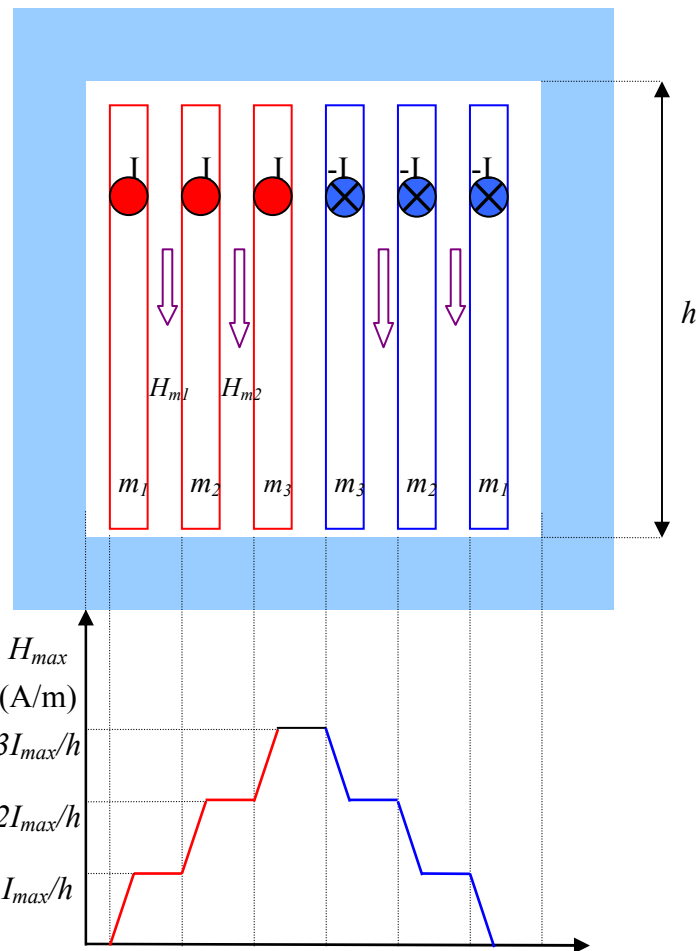 I I I -I -I -I
h
H_{m1} H_{m2}
m_1 m_2 m_3 m_3 m_2 m_1
H_{max}
(A/m)
3I_{max}/h
2I_{max}/h
I_{max}/h